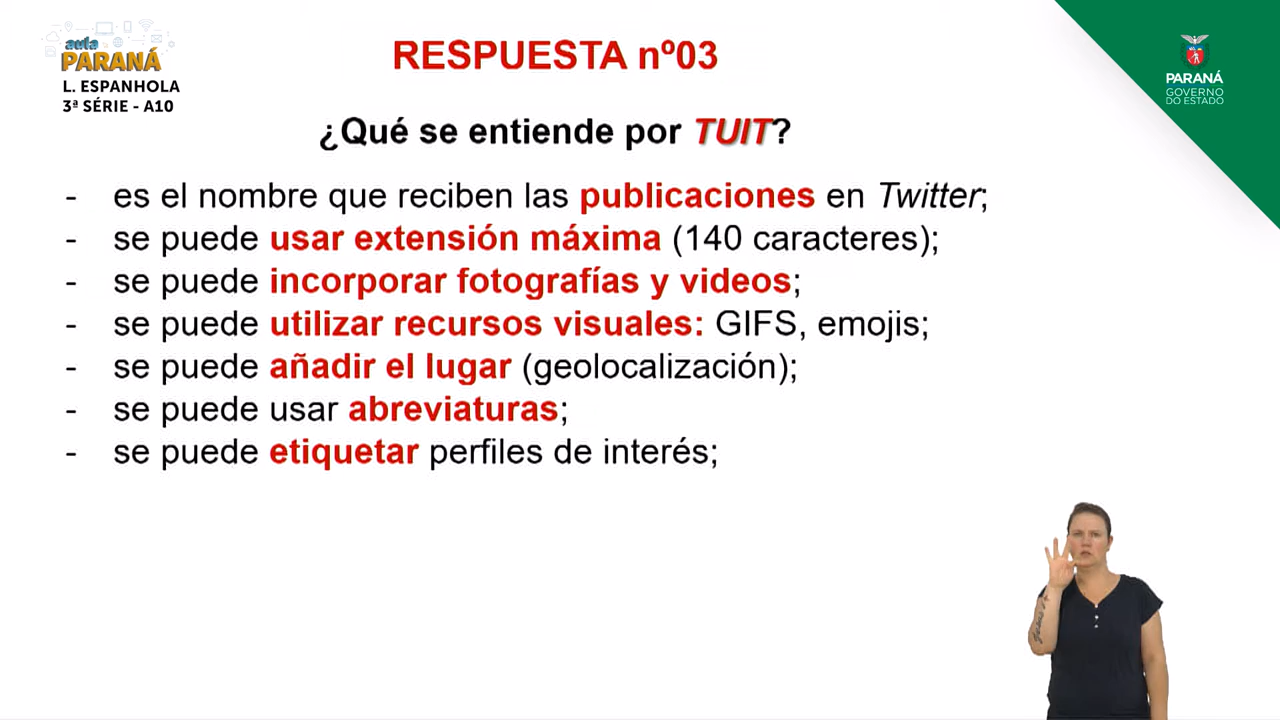 aula
PARANÁ
L. ESPANHOLA
3ª SÉRIE - A10
RESPUESTA nº03
PARANÁ
GOVERNO
DO ESTADO
¿Qué se entiende por TUIT?
- es el nombre que reciben las publicaciones en Twitter;
- se puede usar extensión máxima (140 caracteres);
- se puede incorporar fotografías y videos;
- se puede utilizar recursos visuales: GIFS, emojis;
- se puede añadir el lugar (geolocalización);
- se puede usar abreviaturas;
- se puede etiquetar perfiles de interés;